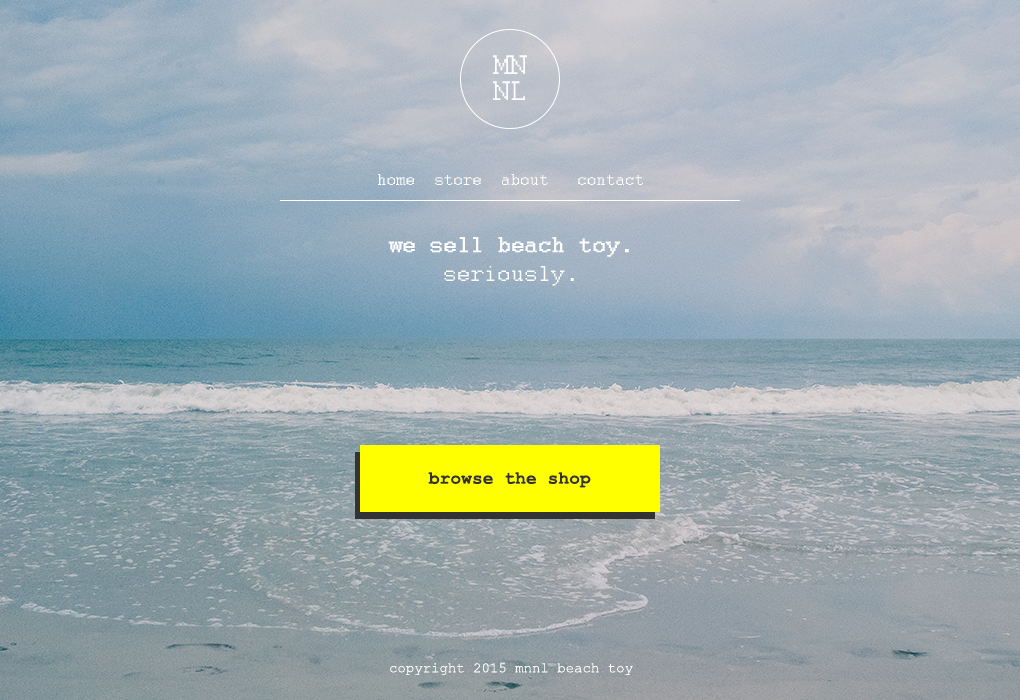 MN
NL
home store about contact
we sell beach toy.
seriously.
browse the shop
copyright 2015 mnnl beach toy